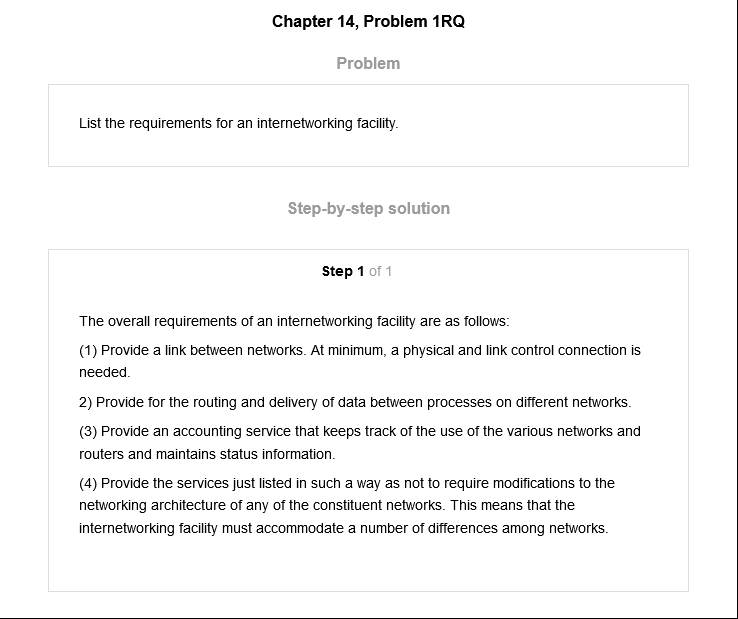 Chapter 14, Problem 1RQ
Problem
List the requirements for an internetworking facility.
Step-by-step solution
Step 1 of 1
The overall requirements of an internetworking facility are as follows:
(1) Provide a link between networks. At minimum, a physical and link control connection is
needed.
2) Provide for the routing and delivery of data between processes on different networks.
(3) Provide an accounting service that keeps track of the use of the various networks and
routers and maintains status information.
(4) Provide the services just listed in such a way as not to require modifications to the
networking architecture of any of the constituent networks. This means that the
internetworking facility must accommodate a number of differences among networks.